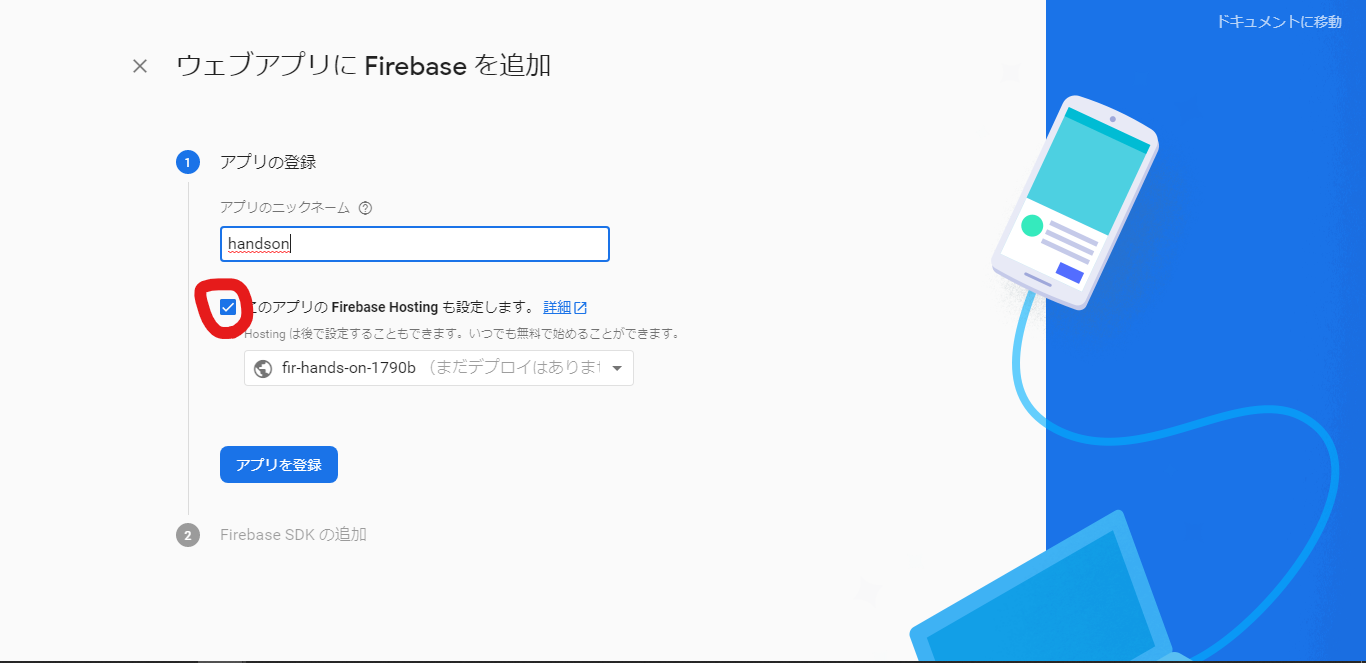 ドキュメントに移動
ウェブアプリに Firebase を追加
1 アプリの登録
アプリのニックネーム
handson
このアプリの Firebase Hosting も設定します。 詳細
Hosting は後で設定することもできます。いつでも無料で始めることができます。
fir-hands-on-1790b （まだデプロイはありませ
アプリを登録
2 Firebase SDK の追加